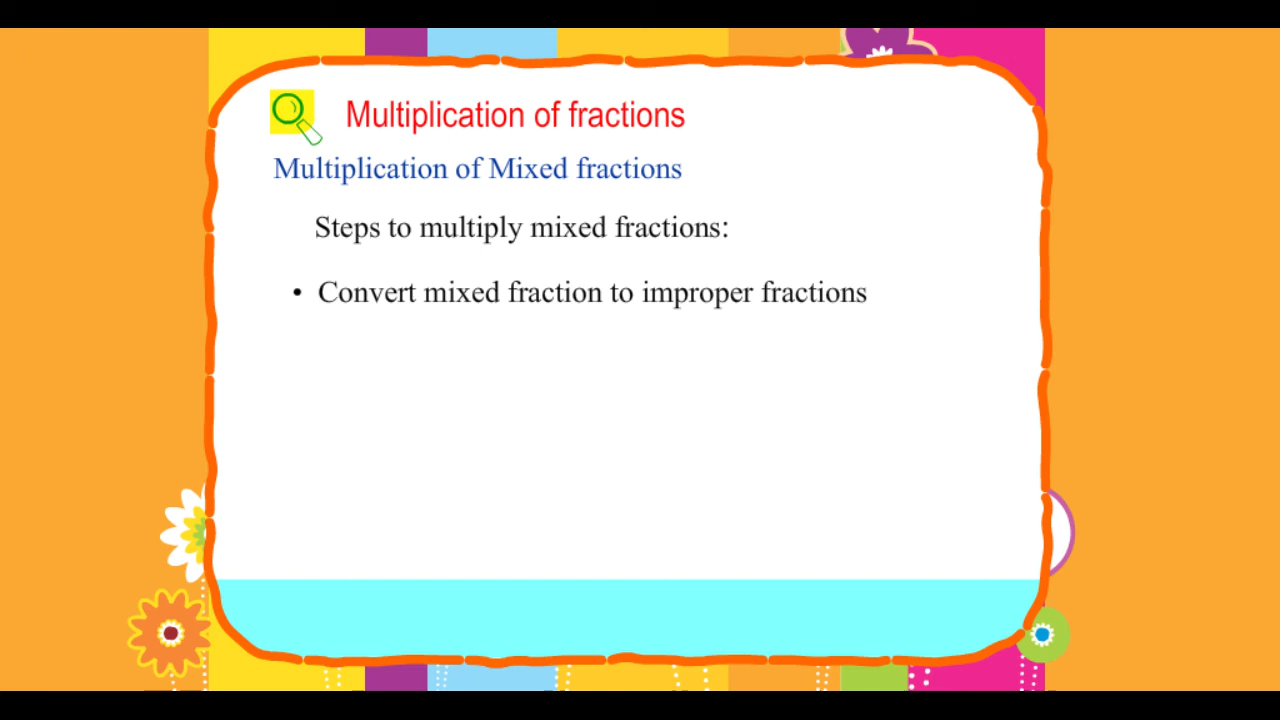 Multiplication of fractions
Multiplication of Mixed fractions
Steps to multiply mixed fractions:
• Convert mixed fraction to improper fractions